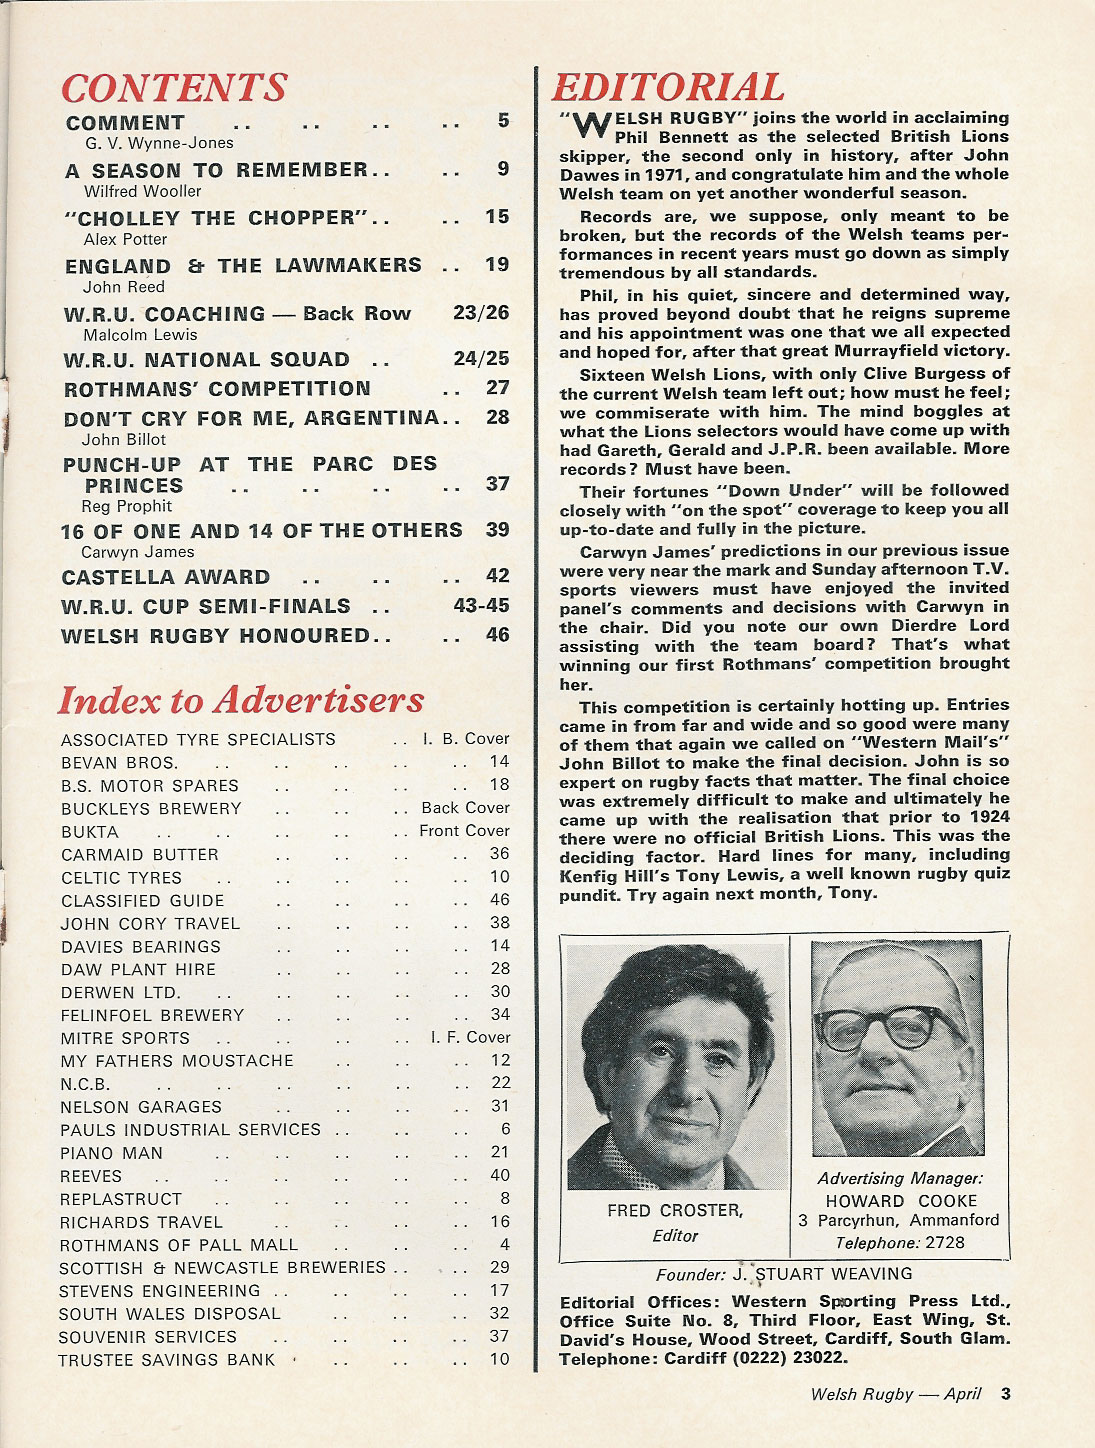 CONTENTS
COMMENT .. .. .. .. 5
G. V. Wynne-Jones
A SEASON TO REMEMBER.. .. 9
Wilfred Wooller
"CHOLLEY THE CHOPPER".. .. 15
Alex Potter
ENGLAND & THE LAWMAKERS .. 19
John Reed
W.R.U. COACHING — Back Row 23/26
Malcolm Lewis
W.R.U. NATIONAL SQUAD .. 24/25
ROTHMANS' COMPETITION .. 27
DON'T CRY FOR ME, ARGENTINA.. 28
John Billot
PUNCH-UP AT THE PARC DES
PRINCES .. .. .. .. 37
Reg Prophit
16 OF ONE AND 14 OF THE OTHERS 39
Carwyn James
CASTELLA AWARD .. .. .. 42
W.R.U. CUP SEMI-FINALS .. 43-45
WELSH RUGBY HONOURED.. .. 46
Index to Advertisers
ASSOCIATED TYRE SPECIALISTS .. I. B. Cover
BEVAN BROS. .. .. .. .. .. 14
B.S. MOTOR SPARES .. .. .. .. 18
BUCKLEYS BREWERY .. .. .. Back Cover
BUKTA .. .. .. .. .. Front Cover
CARMAID BUTTER .. .. .. .. 36
CELTIC TYRES .. .. .. .. .. 10
CLASSIFIED GUIDE .. .. .. .. 46
JOHN CORY TRAVEL .. .. .. .. 38
DAVIES BEARINGS .. .. .. .. 14
DAW PLANT HIRE .. .. .. .. 28
DERWEN LTD. .. .. .. .. .. 30
FELINFOEL BREWERY .. .. .. .. 34
MITRE SPORTS .. .. .. .. I. F. Cover
MY FATHERS MOUSTACHE .. .. .. 12
N.C.B. .. .. .. .. .. .. 22
NELSON GARAGES .. .. .. .. 31
PAULS INDUSTRIAL SERVICES .. .. .. 6
PIANO MAN .. .. .. .. .. 21
REEVES .. .. .. .. .. .. 40
REPLASTRUCT .. .. .. .. .. 8
RICHARDS TRAVEL .. .. .. .. 16
ROTHMANS OF PALL MALL .. .. .. 4
SCOTTISH & NEWCASTLE BREWERIES .. .. 29
STEVENS ENGINEERING .. .. .. .. 17
SOUTH WALES DISPOSAL .. .. .. 32
SOUVENIR SERVICES .. .. .. .. 37
TRUSTEE SAVINGS BANK .. .. .. 10
EDITORIAL
"WELSH RUGBY" joins the world in acclaiming
Phil Bennett as the selected British Lions
skipper, the second only in history, after John
Dawes in 1971, and congratulate him and the whole
Welsh team on yet another wonderful season.
Records are, we suppose, only meant to be
broken, but the records of the Welsh teams per-
formances in recent years must go down as simply
tremendous by all standards.
Phil, in his quiet, sincere and determined way,
has proved beyond doubt that he reigns supreme
and his appointment was one that we all expected
and hoped for, after that great Murrayfield victory.
Sixteen Welsh Lions, with only Clive Burgess of
the current Welsh team left out; how must he feel;
we commiserate with him. The mind boggles at
what the Lions selectors would have come up with
had Gareth, Gerald and J.P.R. been available. More
records? Must have been.
Their fortunes "Down Under" will be followed
closely with "on the spot" coverage to keep you all
up-to-date and fully in the picture.
Carwyn James' predictions in our previous issue
were very near the mark and Sunday afternoon T.V.
sports viewers must have enjoyed the invited
panel's comments and decisions with Carwyn in
the chair. Did you note our own Dierdre Lord
assisting with the team board? That's what
winning our first Rothmans' competition brought
her.
This competition is certainly hotting up. Entries
came in from far and wide and so good were many
of them that again we called on "Western Mail's"
John Billot to make the final decision. John is so
expert on rugby facts that matter. The final choice
was extremely difficult to make and ultimately he
came up with the realisation that prior to 1924
there were no official British Lions. This was the
deciding factor. Hard lines for many, including
Kenfig Hill's Tony Lewis, a well known rugby quiz
pundit. Try again next month, Tony.
FRED CROSTER,
Editor
Advertising Manager:
HOWARD COOKE
3 Parcyrhun, Ammanford
Telephone: 2728
Founder: J. STUART WEAVING
Editorial Offices: Western Sporting Press Ltd.,
Office Suite No. 8, Third Floor, East Wing, St.
David's House, Wood Street, Cardiff, South Glam.
Telephone: Cardiff (0222) 23022.
Welsh Rugby — April 3